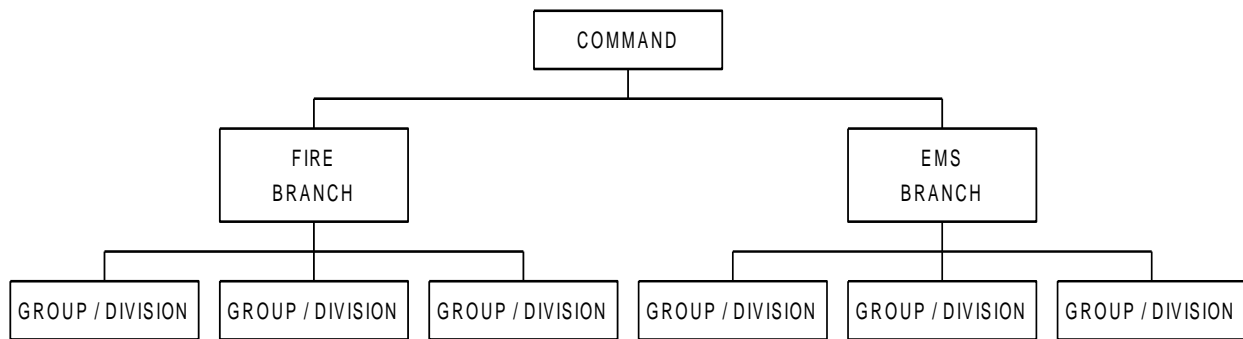 COMMAND
FIRE
BRANCH
EMS
BRANCH
GROUP / DIVISION
GROUP / DIVISION
GROUP / DIVISION
GROUP / DIVISION
GROUP / DIVISION
GROUP / DIVISION